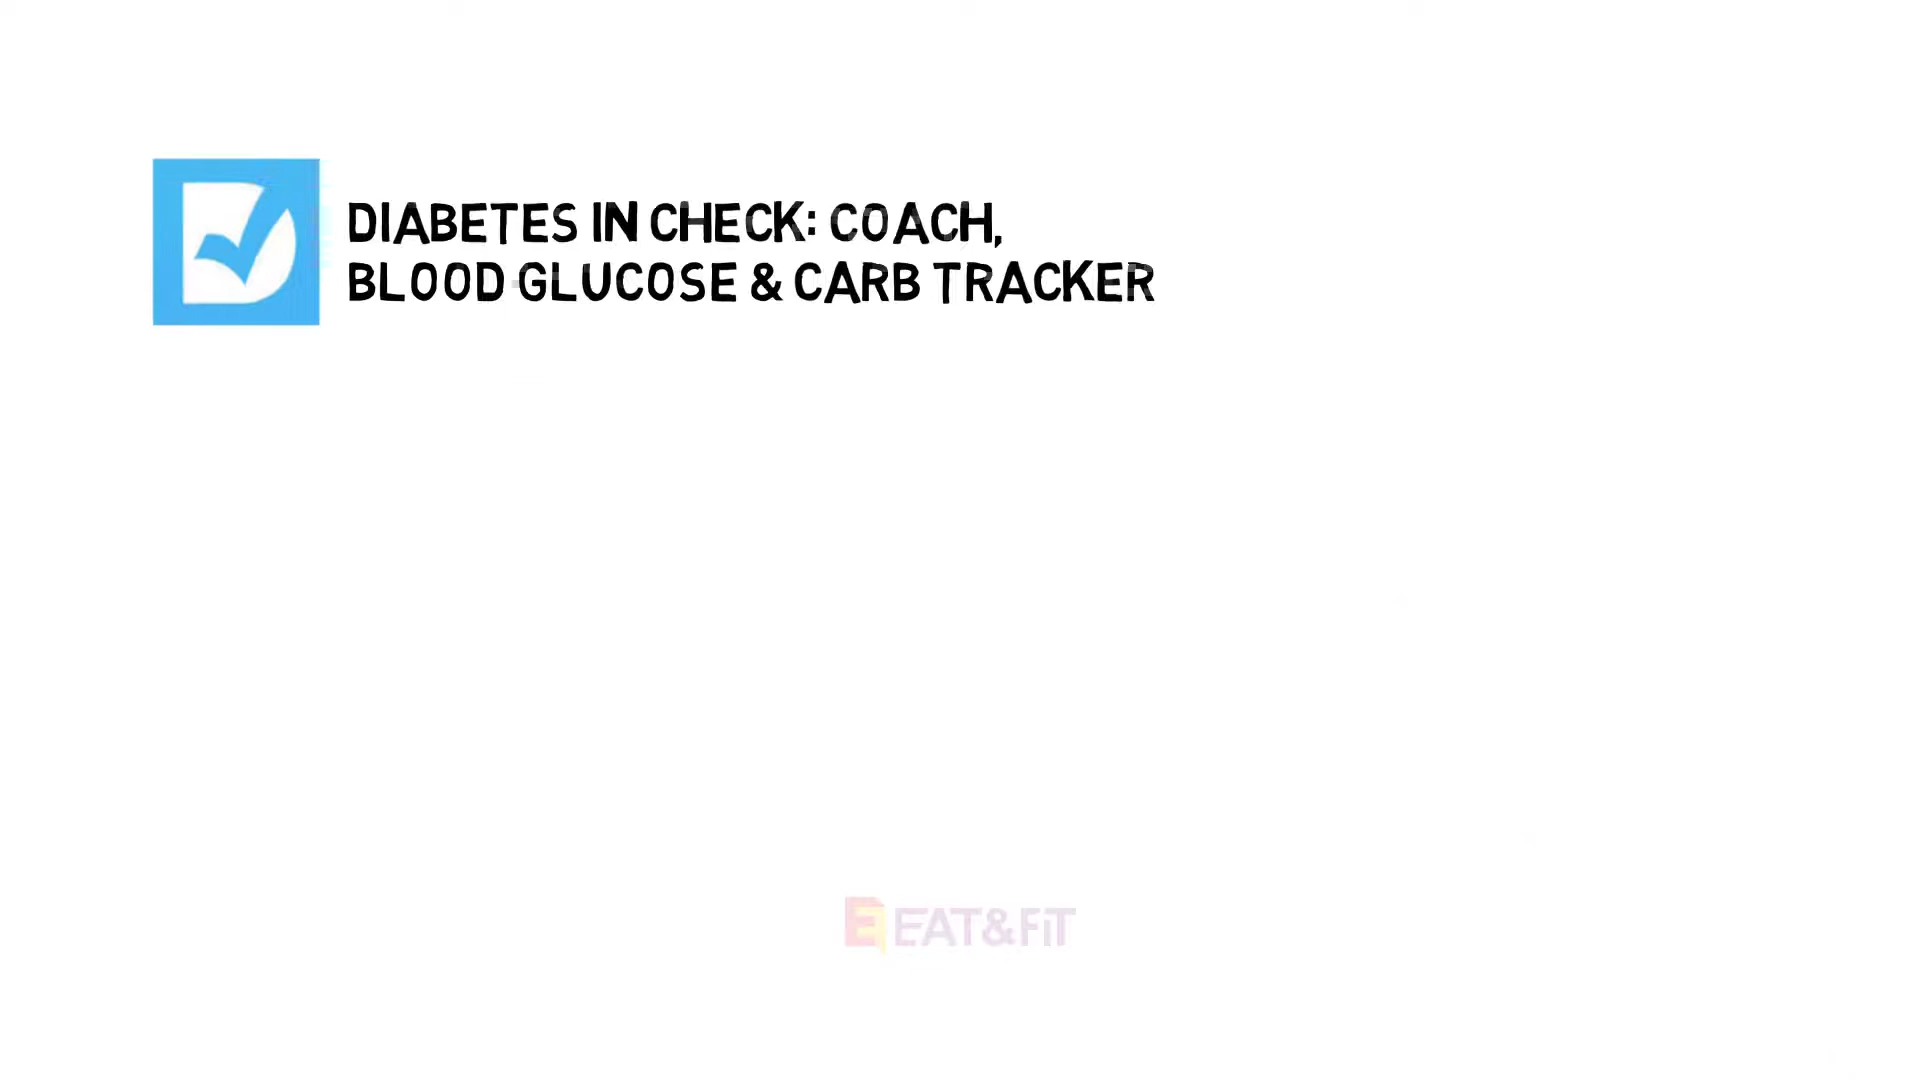 DIABETES IN CHECK: COACH,
BLOOD GLUCOSE & CARB TRACKER
E EAT&FiT